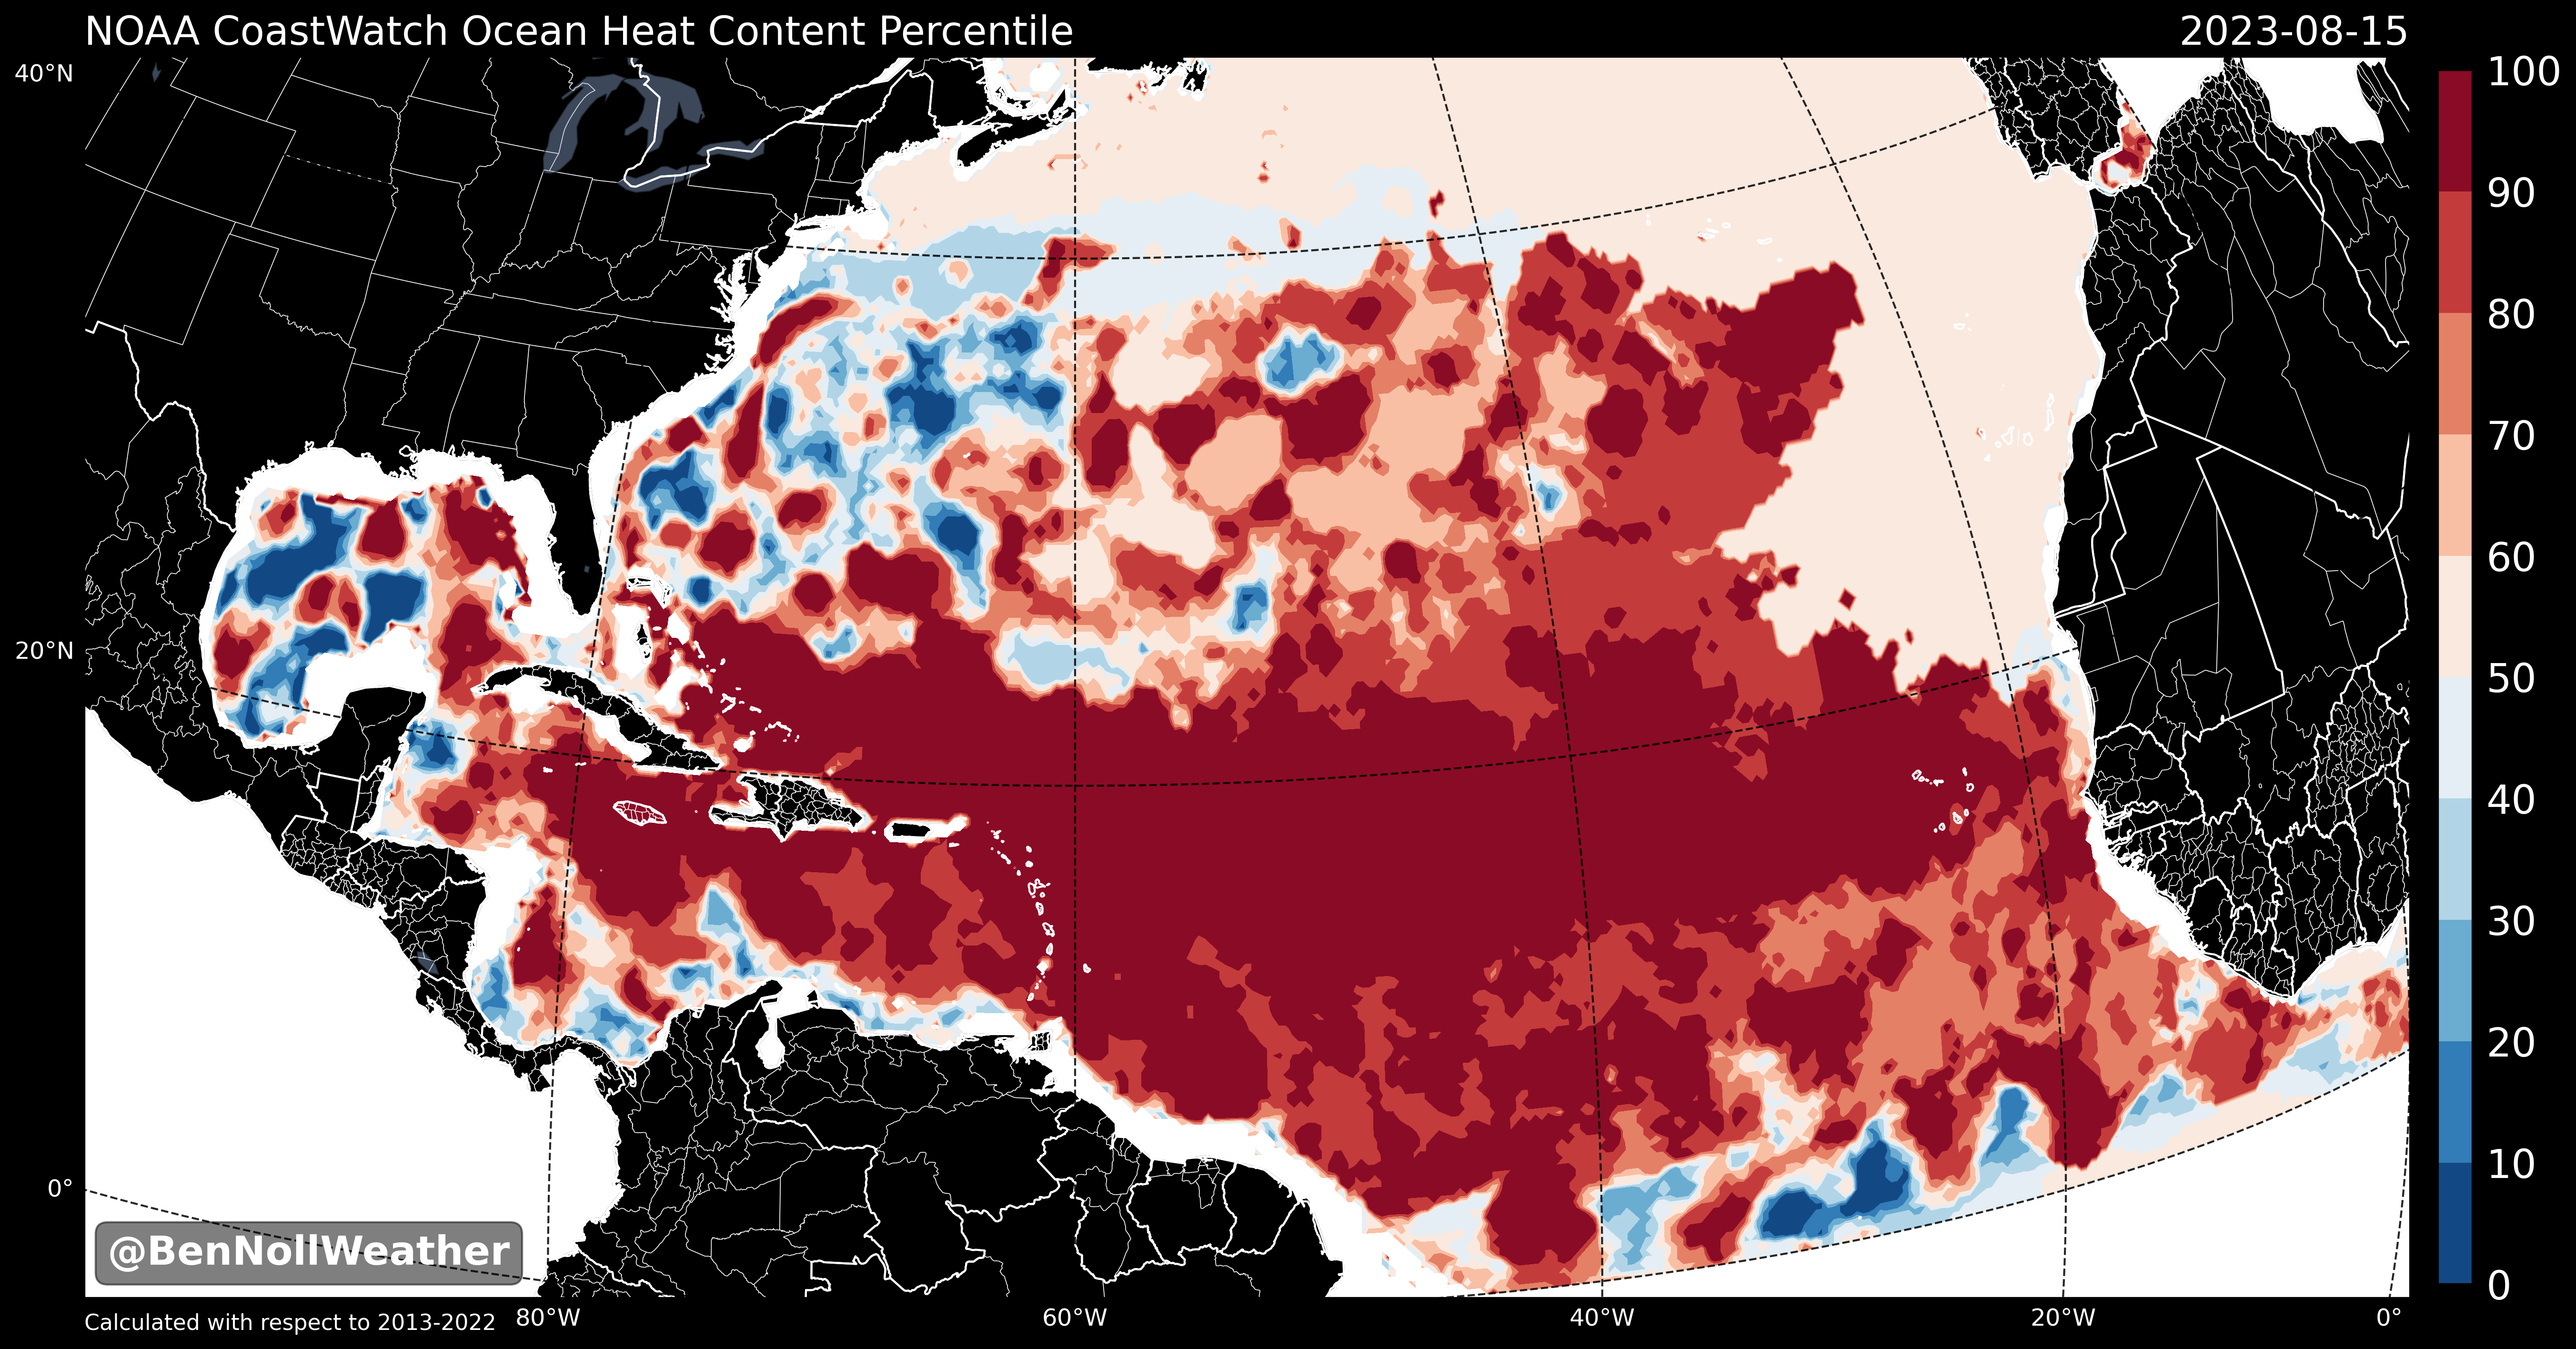 NOAA CoastWatch Ocean Heat Content Percentile
2023-08-15
40°N
20°N
0°
100
90
80
70
60
50
40
30
20
10
0
@BenNollWeather
Calculated with respect to 2013-2022
80°W
60°W
40°W
20°W
0°